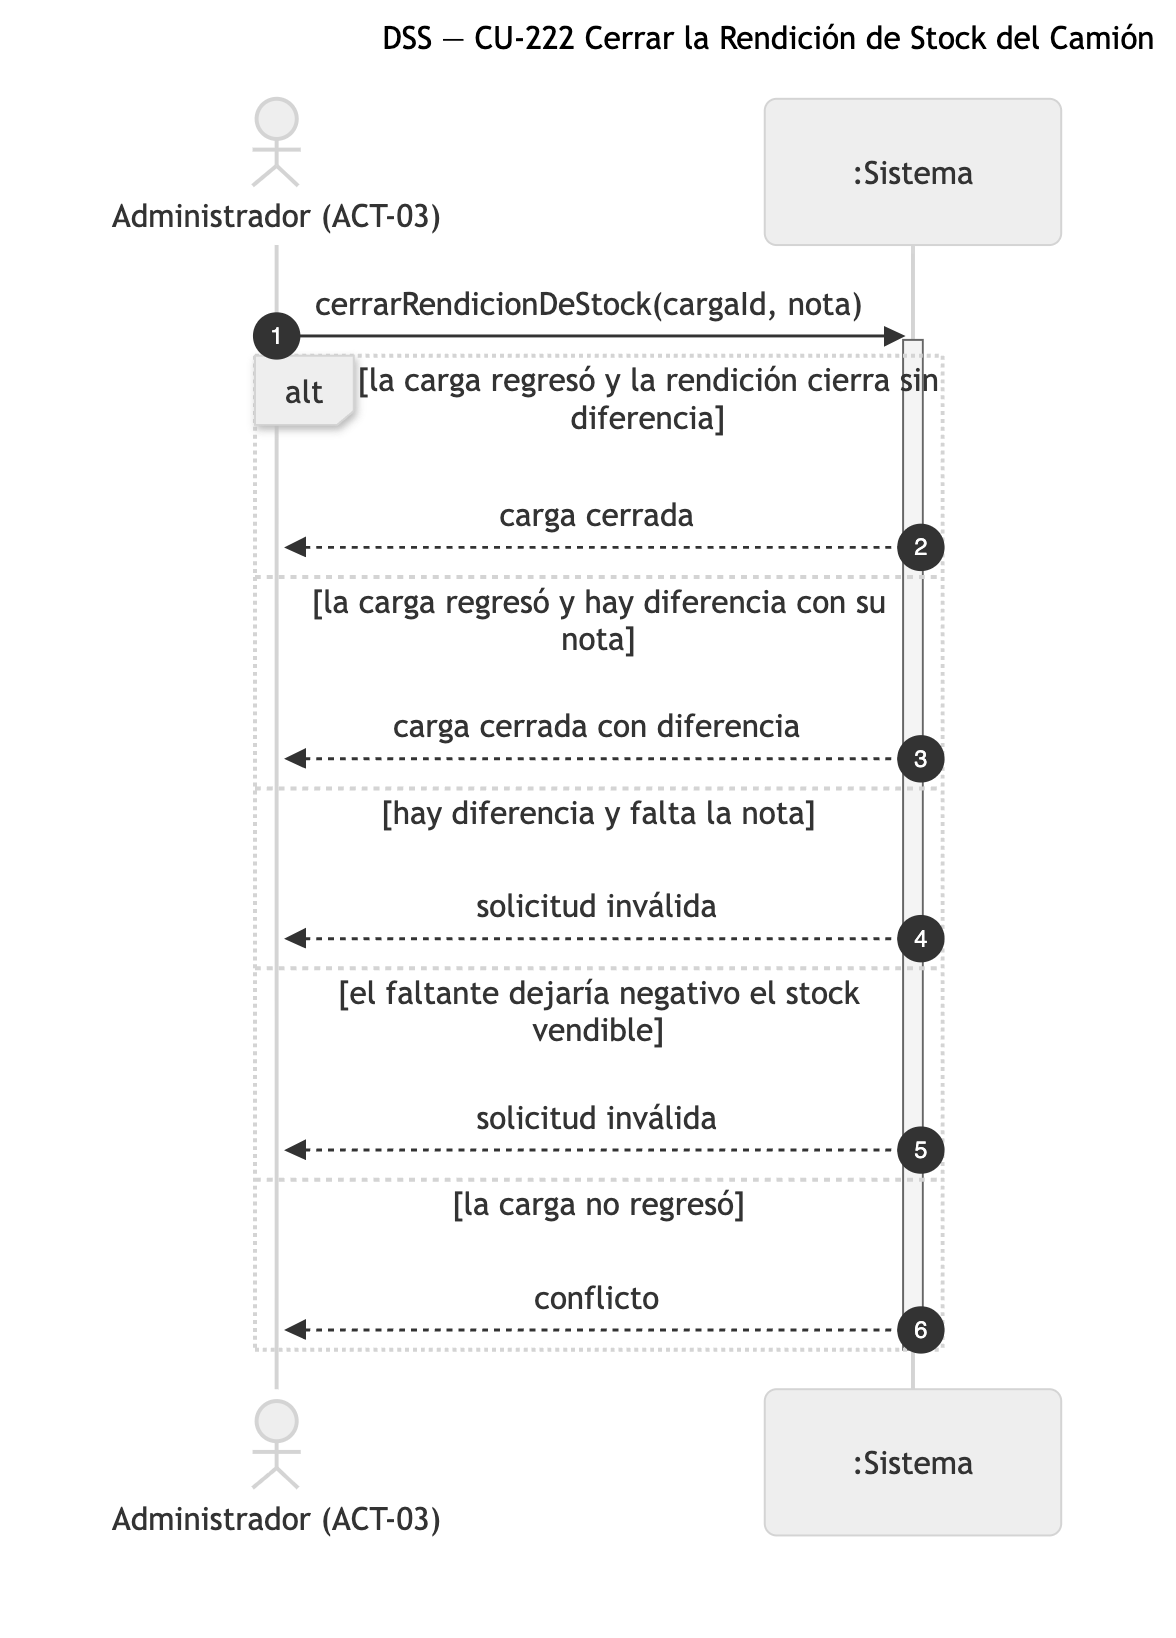 DSS — CU-222 Cerrar la Rendición de Stock del Camión
Administrador (ACT-03)
:Sistema
cerrarRendicionDeStock(cargaId, nota)
1
alt
[la carga regresó y la rendición cierra sin
diferencia]
carga cerrada
2
[la carga regresó y hay diferencia con su
nota]
carga cerrada con diferencia
3
[hay diferencia y falta la nota]
solicitud inválida
4
[el faltante dejaría negativo el stock
vendible]
solicitud inválida
5
[la carga no regresó]
conflicto
6
Administrador (ACT-03)
:Sistema